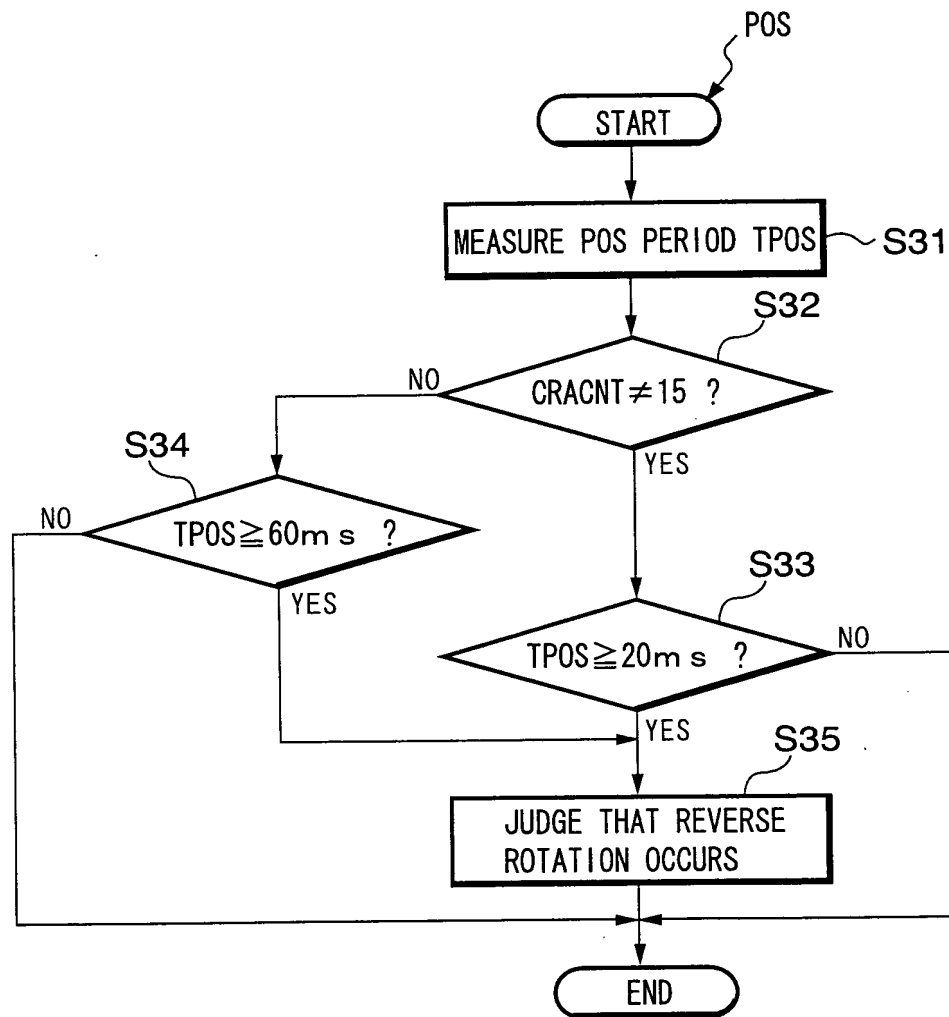 POS
START
MEASURE POS PERIOD TPOS
S31
S32
CRACNT≠15 ?
NO
YES
S34
TPOS≧60ms ?
NO
YES
S33
TPOS≧20ms ?
NO
YES
S35
JUDGE THAT REVERSE
ROTATION OCCURS
END